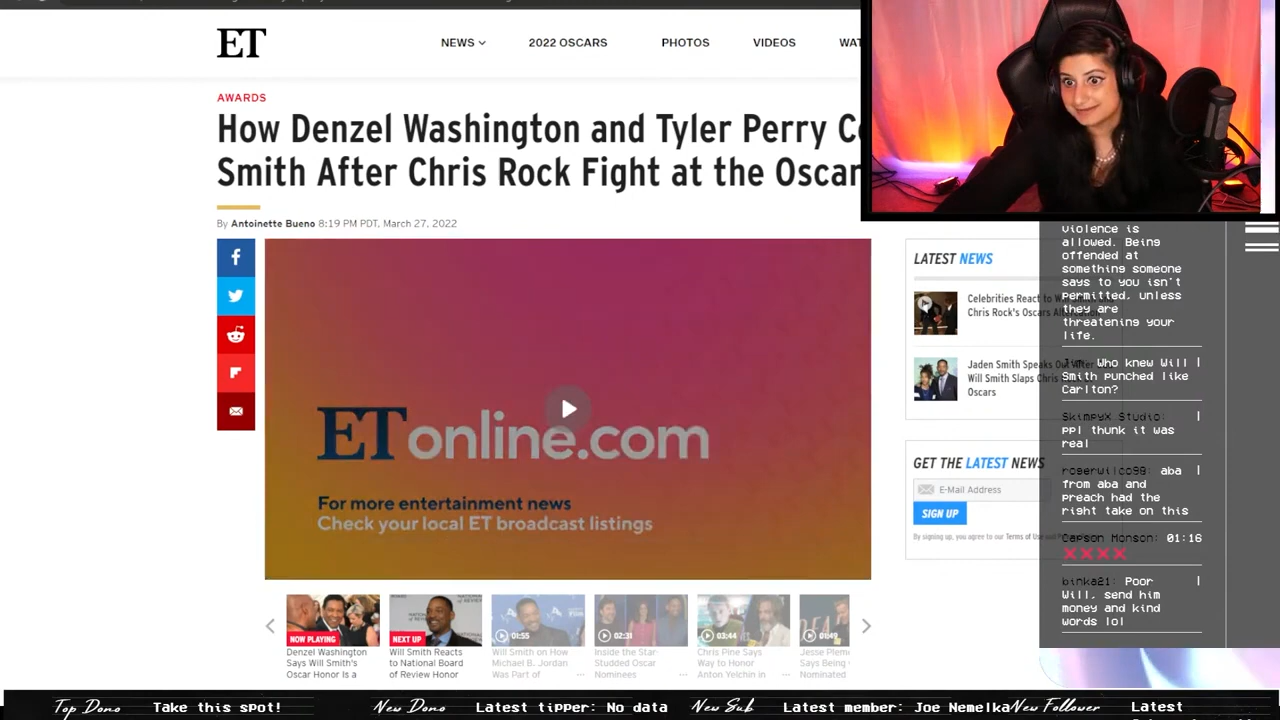 ET
NEWS
2022 OSCARS
PHOTOS
VIDEOS
AWARDS
How Denzel Washington and Tyler Perry
Smith After Chris Rock Fight at the
By Antoinette Bueno 8:19 PM PDT, March 27, 2022
ETonline.com
For more entertainment news
Check your local ET broadcast listings
NOW PLAYING
Denzel Washington
Says Will Smith's
Oscar Honor Is a
NEXT UP
Will Smith Reacts
to National Board
of Review Honor
01:55
Will Smith on How
Michael B. Jordan
Was Part of
...
02:31
Inside the Star-
Studded Oscar
Nominees
...
03:44
Chris Pine Says
Way to Honor
Anton Yelchin in
...
01:49
Jesse
Says Being
Nominated
LATEST NEWS
Celebrities React to
Chris Rock's Oscars
Jaden Smith Speaks
Will Smith Slaps
Oscars
GET THE LATEST NEWS
E-Mail Address
SIGN UP
By signing up, you agree to our Terms of Use
violence is
allowed. Being
offended at
something someone
says to you isn't
permitted, unless
they are
threatening your
life.
Jim: Who knew Will
Smith punched like
Carlton?
SkimpyX Studio
ppl thunk it was
real
aba
from aba and
preach had the
right take on this
Carson Monson: 01:16
binka21: Poor
Will, send him
money and kind
words lol
Top Dono Take this spot! New Dono Latest tipper: No data New Sub Latest member: Joe Nemelka New Follower Latest